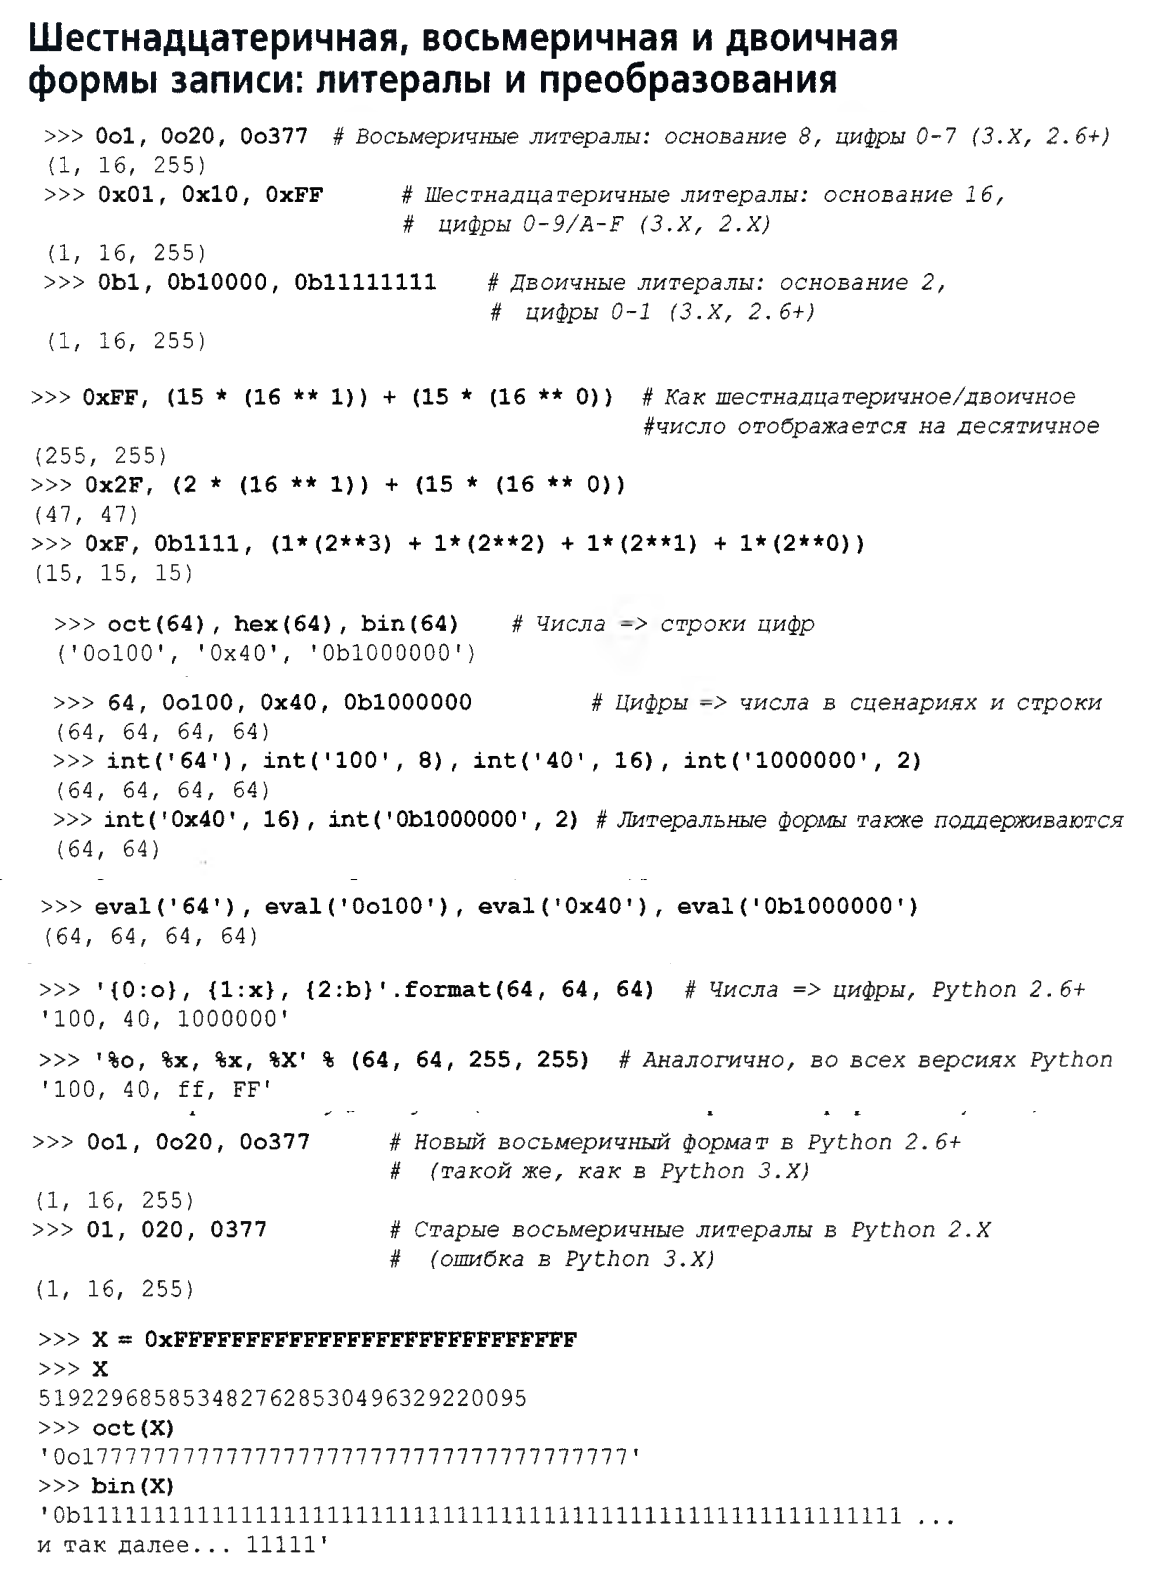 Шестнадцатеричная, восьмеричная и двоичная
формы записи: литералы и преобразования
>>> 0o1, 0o20, 0o377 # Восьмеричные литералы: основание 8, цифры 0-7 (3.X, 2.6+)
(1, 16, 255)
>>> 0x01, 0x10, 0xFF # Шестнадцатеричные литералы: основание 16,
# цифры 0-9/A-F (3.X, 2.X)
(1, 16, 255)
>>> 0b1, 0b10000, 0b11111111 # Двоичные литералы: основание 2,
# цифры 0-1 (3.X, 2.6+)
(1, 16, 255)
>>> 0xFF, (15 * (16 ** 1)) + (15 * (16 ** 0)) # Как шестнадцатеричное/двоичное
#число отображается на десятичное
(255, 255)
>>> 0x2F, (2 * (16 ** 1)) + (15 * (16 ** 0))
(47, 47)
>>> 0xF, 0b1111, (1*(2**3) + 1*(2**2) + 1*(2**1) + 1*(2**0))
(15, 15, 15)
>>> oct(64), hex(64), bin(64) # Числа => строки цифр
('0o100', '0x40', '0b1000000')
>>> 64, 0o100, 0x40, 0b1000000 # Цифры => числа в сценариях и строки
(64, 64, 64, 64)
>>> int('64'), int('100', 8), int('40', 16), int('1000000', 2)
(64, 64, 64, 64)
>>> int('0x40', 16), int('0b1000000', 2) # Литеральные формы также поддерживаются
(64, 64)
>>> eval('64'), eval('0o100'), eval('0x40'), eval('0b1000000')
(64, 64, 64, 64)
>>> '{0:o}, {1:x}, {2:b}'.format(64, 64, 64) # Числа => цифры, Python 2.6+
'100, 40, 1000000'
>>> '%o, %x, %x, %X' % (64, 64, 255, 255) # Аналогично, во всех версиях Python
'100, 40, ff, FF'
>>> 0o1, 0o20, 0o377 # Новый восьмеричный формат в Python 2.6+
# (такой же, как в Python 3.X)
(1, 16, 255)
>>> 01, 020, 0377 # Старые восьмеричные литералы в Python 2.X
# (ошибка в Python 3.X)
(1, 16, 255)
>>> X = 0xFFFFFFFFFFFFFFFFFFFFFFFFFFFF
>>> X
5192296858534827628530496329220095
>>> oct(X)
'0o17777777777777777777777777777777777777'
>>> bin(X)
'0b1111111111111111111111111111111111111111111111111111111 ...
и так далее... 11111'